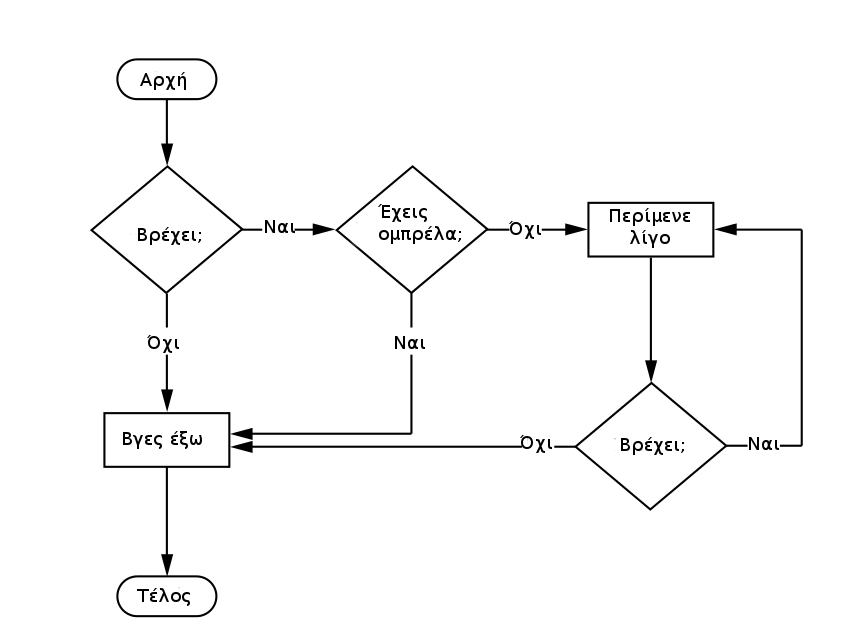 Αρχή
Βρέχει;
Ναι
Έχεις
ομπρέλα;
Όχι
Περίμενε
λίγο
Όχι
Ναι
Βγες έξω
Όχι
Βρέχει;
Ναι
Τέλος